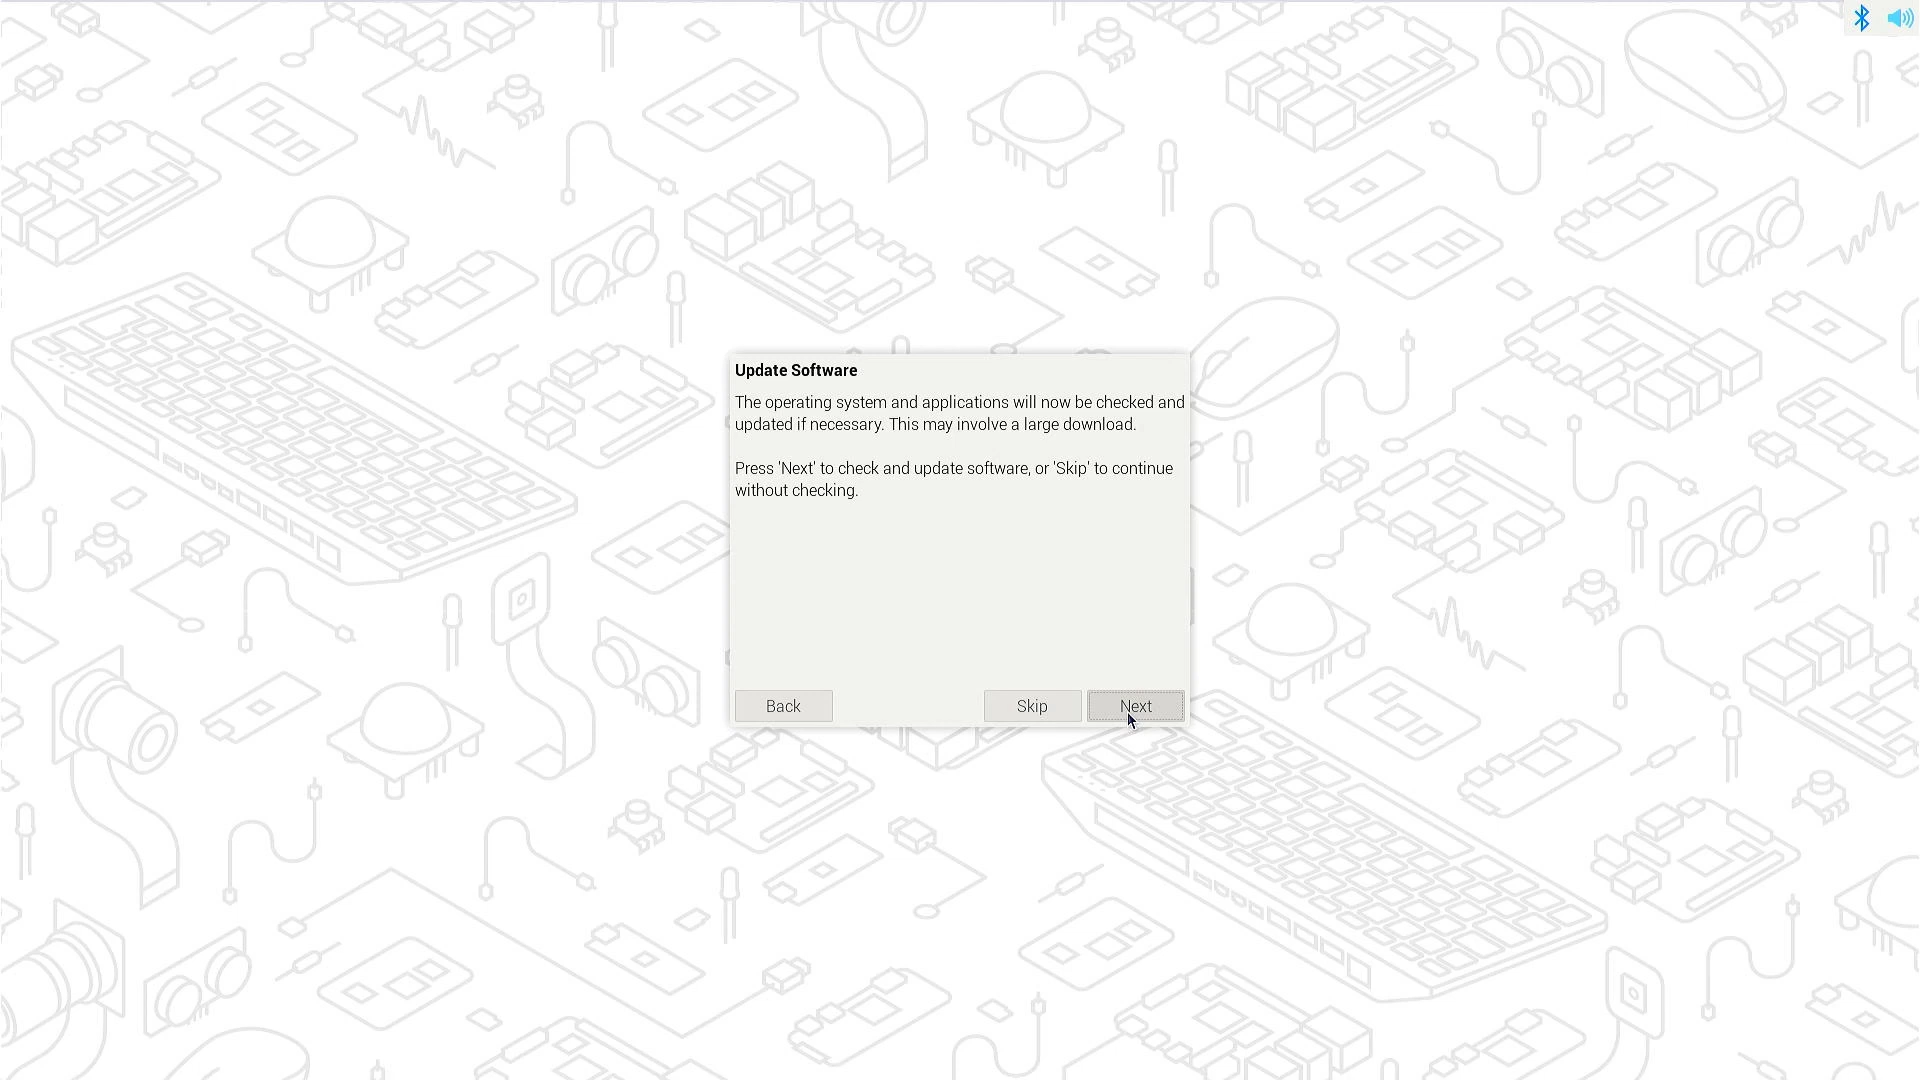 Update Software
The operating system and applications will now be checked and
updated if necessary. This may involve a large download.
Press 'Next' to check and update software, or 'Skip' to continue
without checking.
Back
Skip
Next